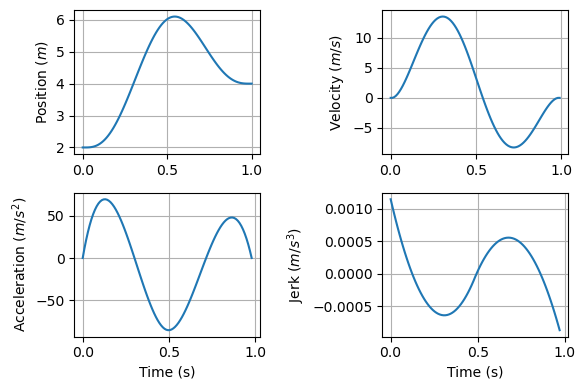 Position (m)
6
5
4
3
2
0.0 0.5 1.0
Velocity (m/s)
10
5
0
−5
0.0 0.5 1.0
Acceleration (m/s²)
50
0
−50
0.0 0.5 1.0
Time (s)
Jerk (m/s³)
0.0010
0.0005
0.0000
−0.0005
0.0 0.5 1.0
Time (s)